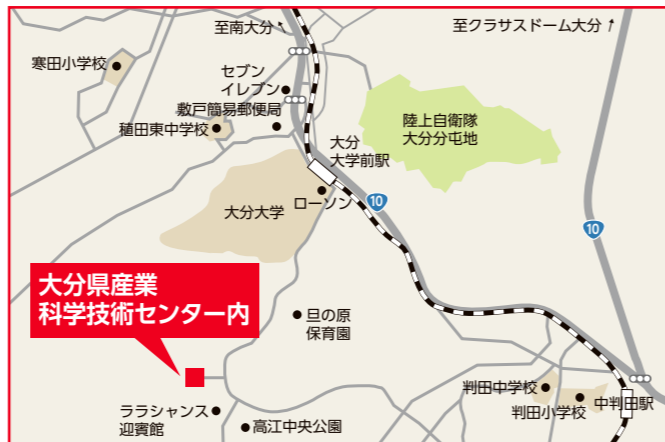 至南大分
至クラサスドーム大分
寒田小学校
セブン
イレブン
敷戸簡易郵便局
稙田東中学校
陸上自衛隊
大分分屯地
大分
大学前駅
ローソン
大分大学
10
10
大分県産業
科学技術センター内
旦の原
保育園
判田中学校
中判田駅
判田小学校
ララシャンス
迎賓館
高江中央公園